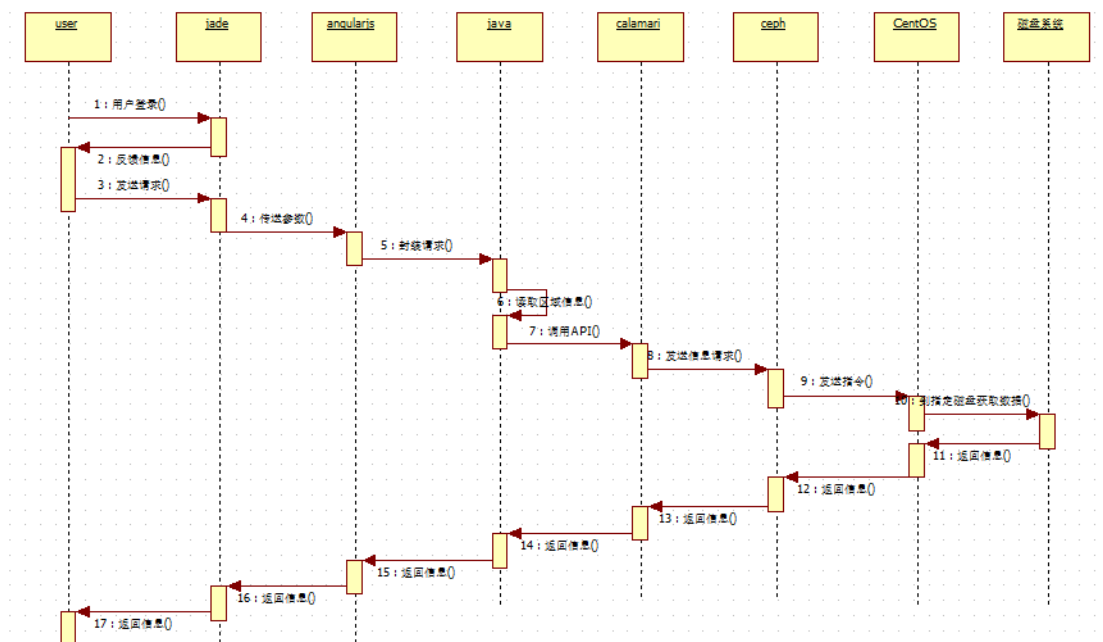 user
jade
angularjs
java
calamari
ceph
CentOS
磁盘系统
1 : 用户登录()
2 : 反馈信息()
3 : 发送请求()
4 : 传送参数()
5 : 封装请求()
6 : 读取区域信息()
7 : 调用API()
8 : 发送信息请求()
9 : 发送指令()
10 : 到指定磁盘获取数据()
11 : 返回信息()
12 : 返回信息()
13 : 返回信息()
14 : 返回信息()
15 : 返回信息()
16 : 返回信息()
17 : 返回信息()